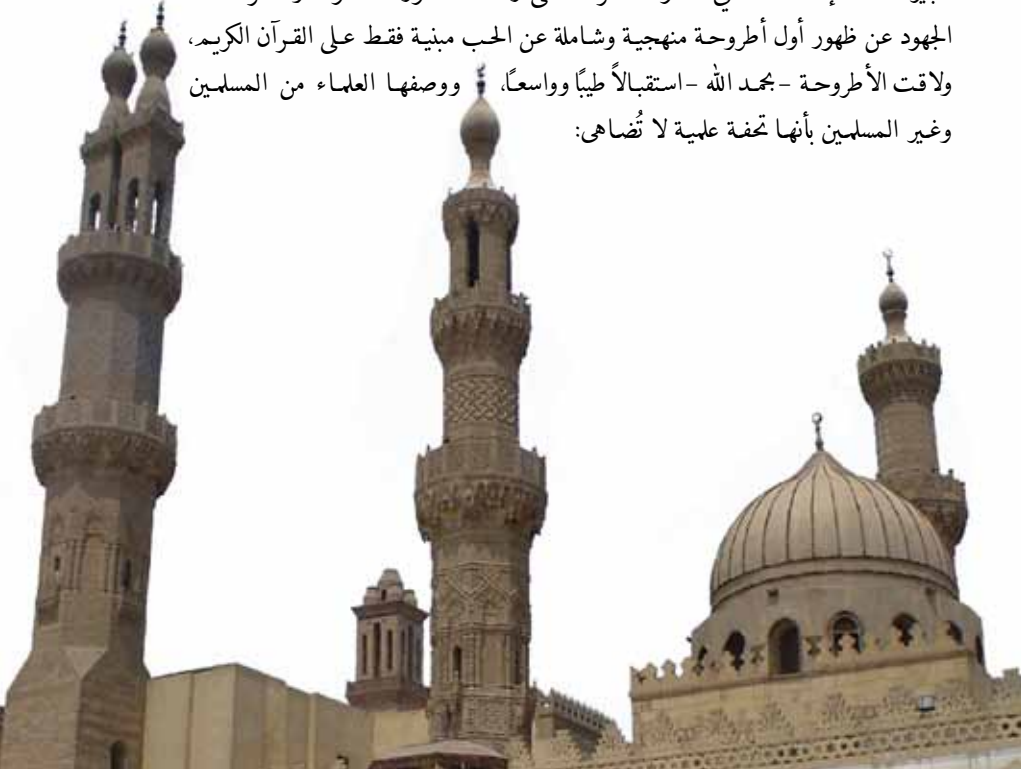 الجهود عن ظهور أول أطروحة منهجية وشاملة عن الحب مبنية فقط على القرآن الكريم،
ولاقت الأطروحة -بحمد الله- استقبالاً طيبًا وواسعًا، ووصفها العلماء من المسلمين
وغير المسلمين بأنها تحفة علمية لا تُضاهى: